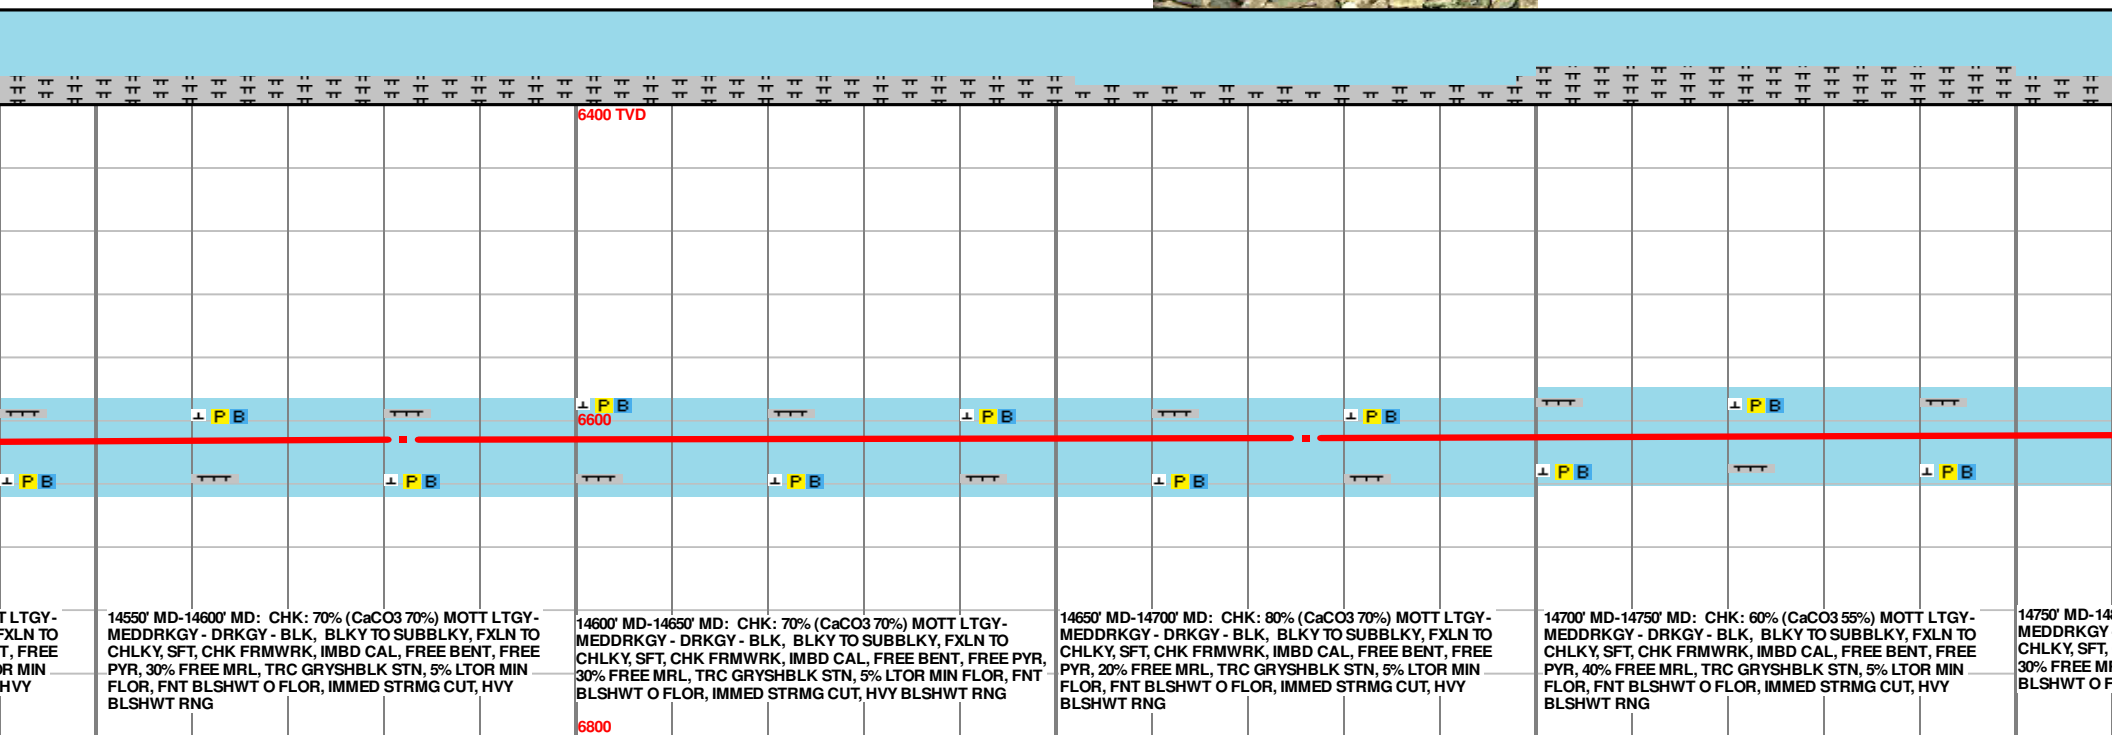 6400 TVD
P B
P B
P B
P B
P B
6600
P B
P B
P B
P B
P B
P B
T LTGY-
FXLN TO
T, FREE
OR MIN
HVY
14550' MD-14600' MD: CHK: 70% (CaCO3 70%) MOTT LTGY-
MEDDRKGY - DRKGY - BLK, BLKY TO SUBBLKY, FXLN TO
CHLKY, SFT, CHK FRMWRK, IMBD CAL, FREE BENT, FREE
PYR, 30% FREE MRL, TRC GRYSHBLK STN, 5% LTOR MIN
FLOR, FNT BLSHWT O FLOR, IMMED STRMG CUT, HVY
BLSHWT RNG
14600' MD-14650' MD: CHK: 70% (CaCO3 70%) MOTT LTGY-
MEDDRKGY - DRKGY - BLK, BLKY TO SUBBLKY, FXLN TO
CHLKY, SFT, CHK FRMWRK, IMBD CAL, FREE BENT, FREE PYR,
30% FREE MRL, TRC GRYSHBLK STN, 5% LTOR MIN FLOR, FNT
BLSHWT O FLOR, IMMED STRMG CUT, HVY BLSHWT RNG
14650' MD-14700' MD: CHK: 80% (CaCO3 70%) MOTT LTGY-
MEDDRKGY - DRKGY - BLK, BLKY TO SUBBLKY, FXLN TO
CHLKY, SFT, CHK FRMWRK, IMBD CAL, FREE BENT, FREE
PYR, 20% FREE MRL, TRC GRYSHBLK STN, 5% LTOR MIN
FLOR, FNT BLSHWT O FLOR, IMMED STRMG CUT, HVY
BLSHWT RNG
14700' MD-14750' MD: CHK: 60% (CaCO3 55%) MOTT LTGY-
MEDDRKGY - DRKGY - BLK, BLKY TO SUBBLKY, FXLN TO
CHLKY, SFT, CHK FRMWRK, IMBD CAL, FREE BENT, FREE
PYR, 40% FREE MRL, TRC GRYSHBLK STN, 5% LTOR MIN
FLOR, FNT BLSHWT O FLOR, IMMED STRMG CUT, HVY
BLSHWT RNG
14750' MD-148
MEDDRKGY
CHLKY, SFT,
30% FREE
BLSHWT O F
6800